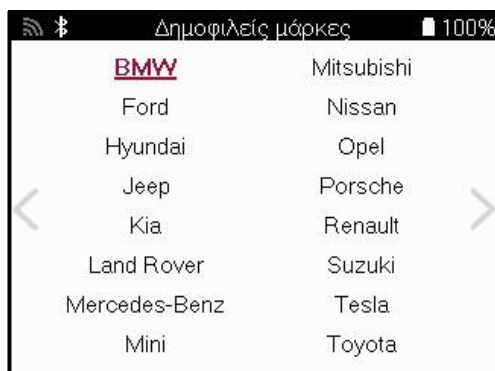 Δημοφιλείς μάρκες 100%
BMW Mitsubishi
Ford Nissan
Hyundai Opel
Jeep Porsche
Kia Renault
Land Rover Suzuki
Mercedes-Benz Tesla
Mini Toyota